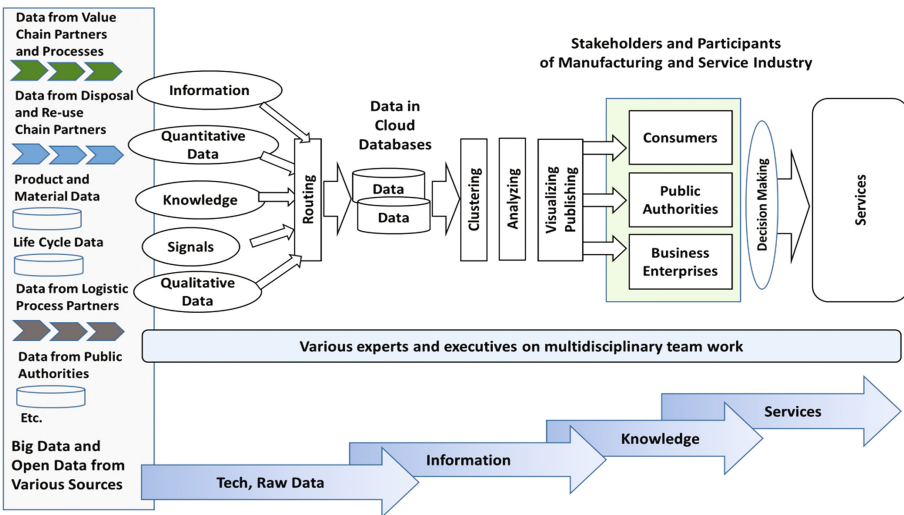 Data from Value
Chain Partners
and Processes
Data from Disposal
and Re-use
Chain Partners
Product and
Material Data
Life Cycle Data
Data from Logistic
Process Partners
Data from Public
Authorities
Etc.
Big Data and
Open Data from
Various Sources
Information
Quantitative
Data
Knowledge
Signals
Qualitative
Data
Routing
Data in
Cloud
Databases
Data
Data
Clustering
Analyzing
Visualizing
Publishing
Stakeholders and Participants
of Manufacturing and Service Industry
Consumers
Public
Authorities
Business
Enterprises
Decision Making
Services
Various experts and executives on multidisciplinary team work
Tech, Raw Data
Information
Knowledge
Services